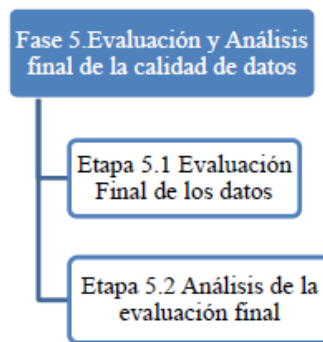 Fase 5.Evaluación y Análisis
final de la calidad de datos
Etapa 5.1 Evaluación
Final de los datos
Etapa 5.2 Análisis de la
evaluación final